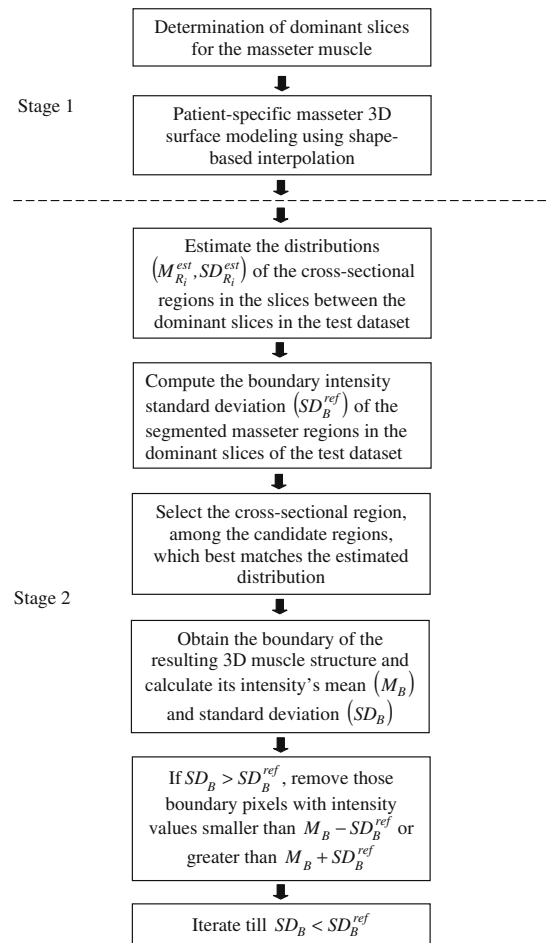 Determination of dominant slices
for the masseter muscle
Stage 1
Patient-specific masseter 3D
surface modeling using shape-
based interpolation
Estimate the distributions
(M_{R_i}^{est}, SD_{R_i}^{est}) of the cross-sectional
regions in the slices between the
dominant slices in the test dataset
Compute the boundary intensity
standard deviation (SD_B^{ref}) of the
segmented masseter regions in the
dominant slices of the test dataset
Select the cross-sectional region,
among the candidate regions,
which best matches the estimated
distribution
Stage 2
Obtain the boundary of the
resulting 3D muscle structure and
calculate its intensity's mean (M_B)
and standard deviation (SD_B)
If SD_B > SD_B^{ref}, remove those
boundary pixels with intensity
values smaller than M_B − SD_B^{ref} or
greater than M_B + SD_B^{ref}
Iterate till SD_B < SD_B^{ref}